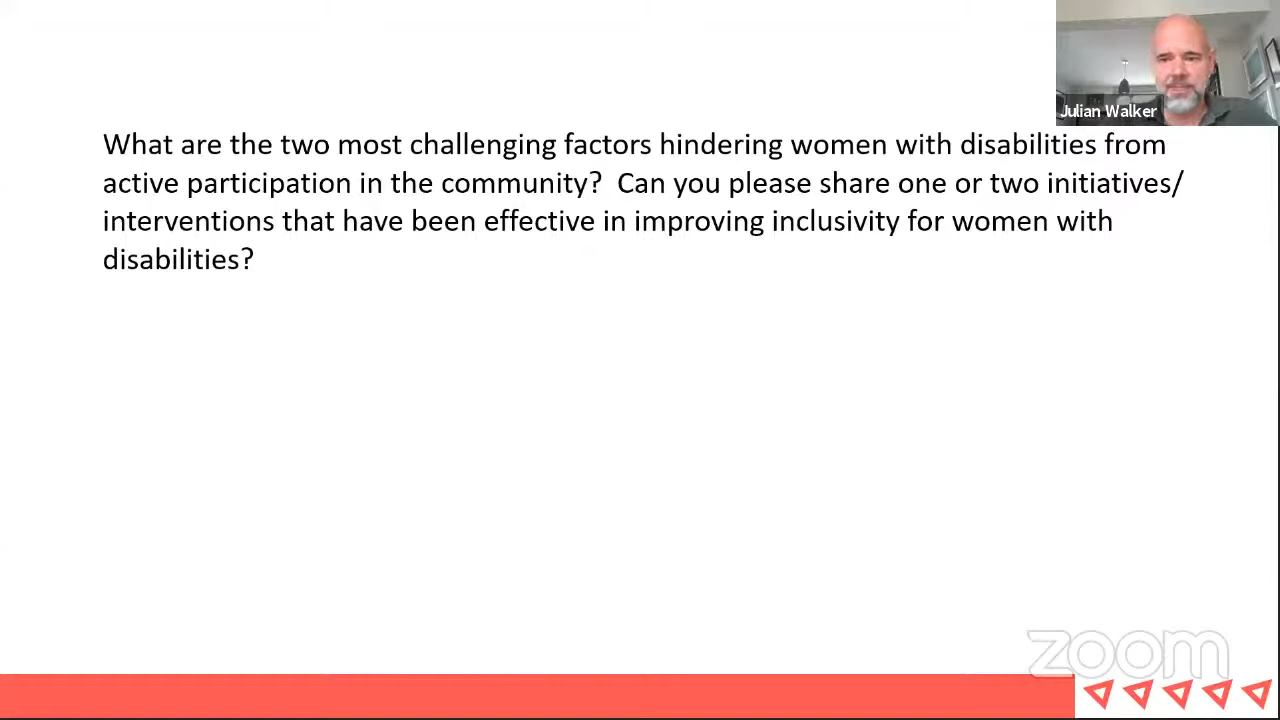 Julian Walker
What are the two most challenging factors hindering women with disabilities from
active participation in the community?  Can you please share one or two initiatives/
interventions that have been effective in improving inclusivity for women with
disabilities?
zoom